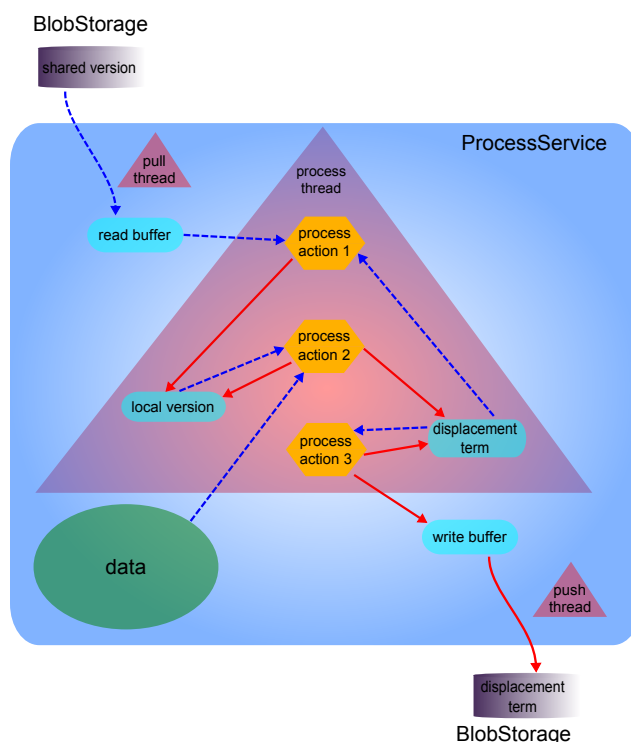 BlobStorage
shared version
ProcessService
pull
thread
process
thread
read buffer
process
action 1
process
action 2
local version
displacement
term
process
action 3
write buffer
data
push
thread
displacement
term
BlobStorage